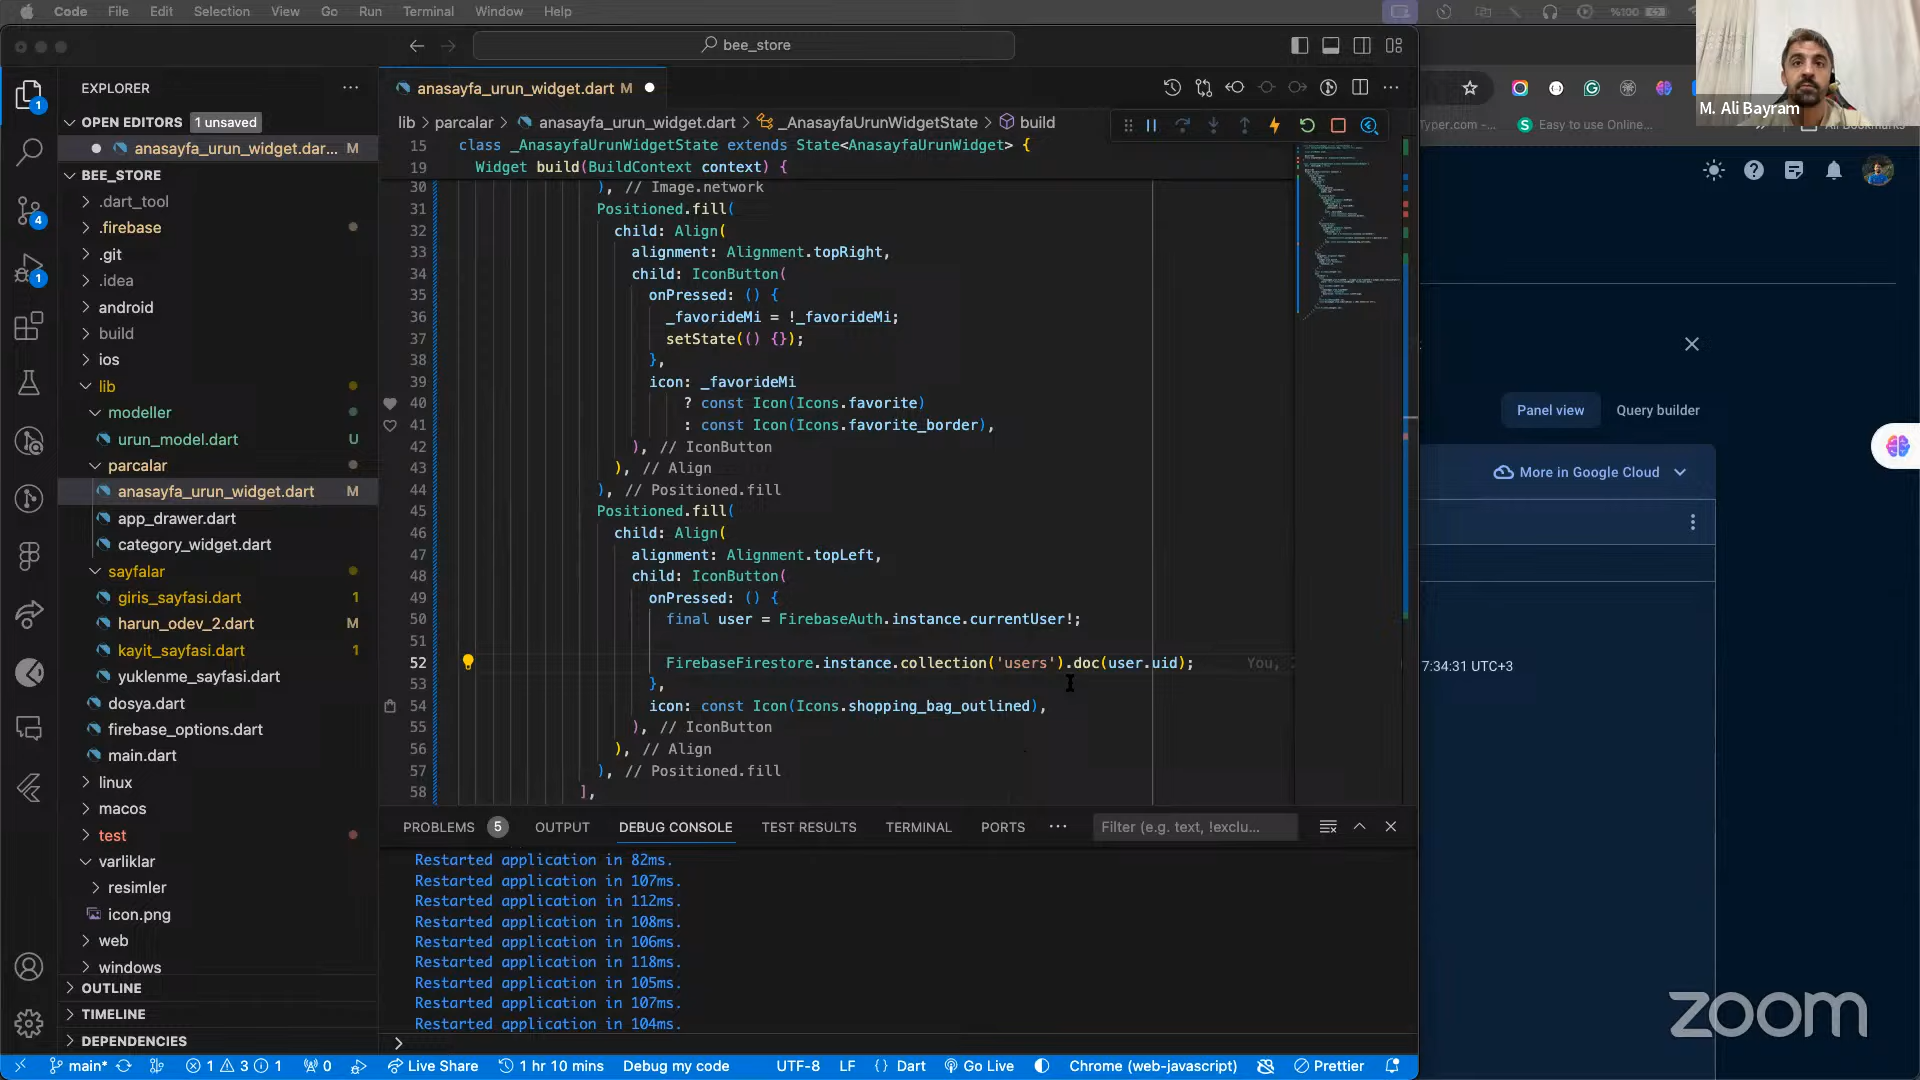 Code File Edit Selection View Go Run Terminal Window Help %100
bee_store
M. Ali Bayram
EXPLORER
anasayfa_urun_widget.dart M
OPEN EDITORS 1 unsaved
anasayfa_urun_widget.dar... M
BEE_STORE
.dart_tool
.firebase
.git
.idea
android
build
ios
lib
modeller
urun_model.dart U
parcalar
anasayfa_urun_widget.dart M
app_drawer.dart
category_widget.dart
sayfalar
giris_sayfasi.dart 1
harun_odev_2.dart M
kayit_sayfasi.dart 1
yuklenme_sayfasi.dart
dosya.dart
firebase_options.dart
main.dart
linux
macos
test
varliklar
resimler
icon.png
web
windows
OUTLINE
TIMELINE
DEPENDENCIES
1
4
1
lib > parcalar > anasayfa_urun_widget.dart > _AnasayfaUrunWidgetState > build
15 class _AnasayfaUrunWidgetState extends State<AnasayfaUrunWidget> {
19 Widget build(BuildContext context) {
30 ), // Image.network
31 Positioned.fill(
32 child: Align(
33 alignment: Alignment.topRight,
34 child: IconButton(
35 onPressed: () {
36 _favorideMi = !_favorideMi;
37 setState(() {});
38 },
39 icon: _favorideMi
40 ? const Icon(Icons.favorite)
41 : const Icon(Icons.favorite_border),
42 ), // IconButton
43 ), // Align
44 ), // Positioned.fill
45 Positioned.fill(
46 child: Align(
47 alignment: Alignment.topLeft,
48 child: IconButton(
49 onPressed: () {
50 final user = FirebaseAuth.instance.currentUser!;
51
52 FirebaseFirestore.instance.collection('users').doc(user.uid); You,
53 },
54 icon: const Icon(Icons.shopping_bag_outlined),
55 ), // IconButton
56 ), // Align
57 ), // Positioned.fill
58 ],
PROBLEMS 5 OUTPUT DEBUG CONSOLE TEST RESULTS TERMINAL PORTS ... Filter (e.g. text, !exclu...
Restarted application in 82ms.
Restarted application in 107ms.
Restarted application in 112ms.
Restarted application in 108ms.
Restarted application in 106ms.
Restarted application in 118ms.
Restarted application in 105ms.
Restarted application in 107ms.
Restarted application in 104ms.
>
main* 1 3 1 0 Live Share 1 hr 10 mins Debug my code UTF-8 LF {} Dart Go Live Chrome (web-javascript) Prettier
Typer.com -... Easy to use Online...
Panel view Query builder
More in Google Cloud
7:34:31 UTC+3
zoom